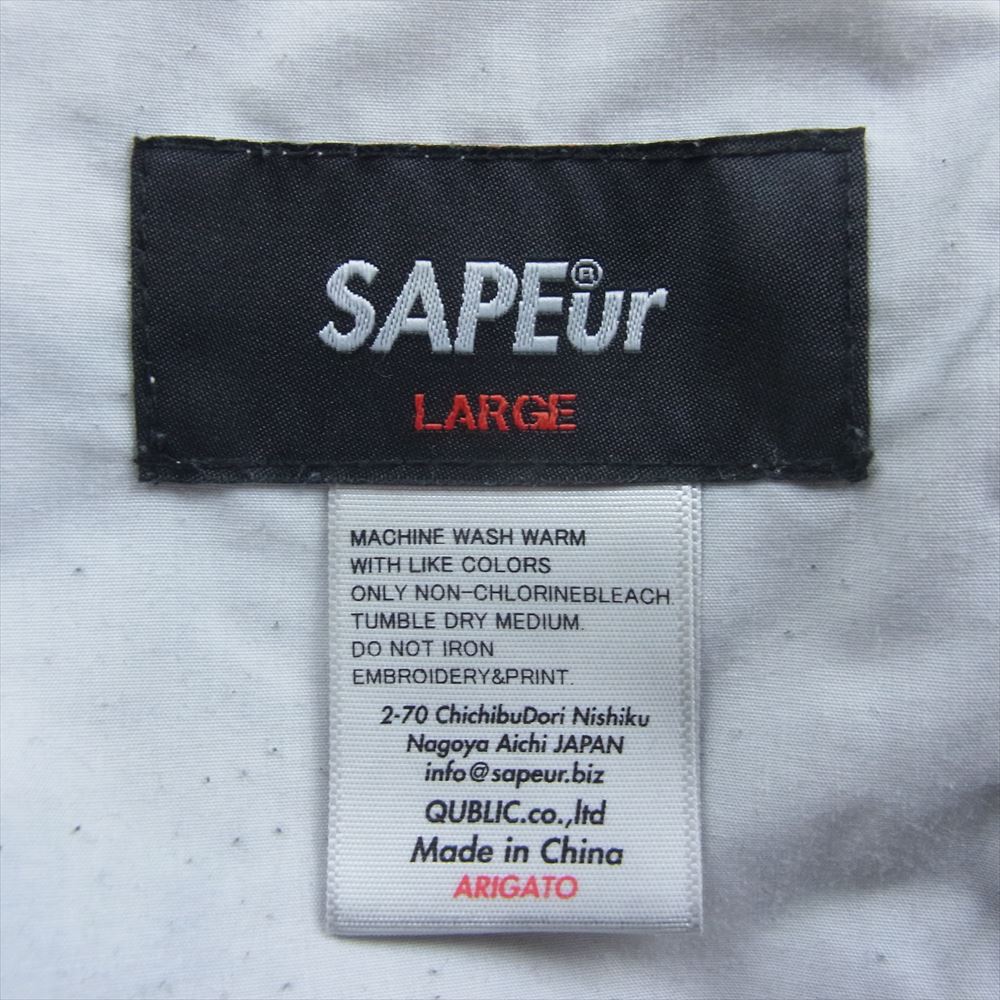 SAPEur®
LARGE
MACHINE WASH WARM
WITH LIKE COLORS
ONLY NON-CHLORINEBLEACH.
TUMBLE DRY MEDIUM.
DO NOT IRON
EMBROIDERY&PRINT.
2-70 ChichibuDori Nishiku
Nagoya Aichi JAPAN
info@sapeur.biz
QUBLIC.co.,ltd
Made in China
ARIGATO